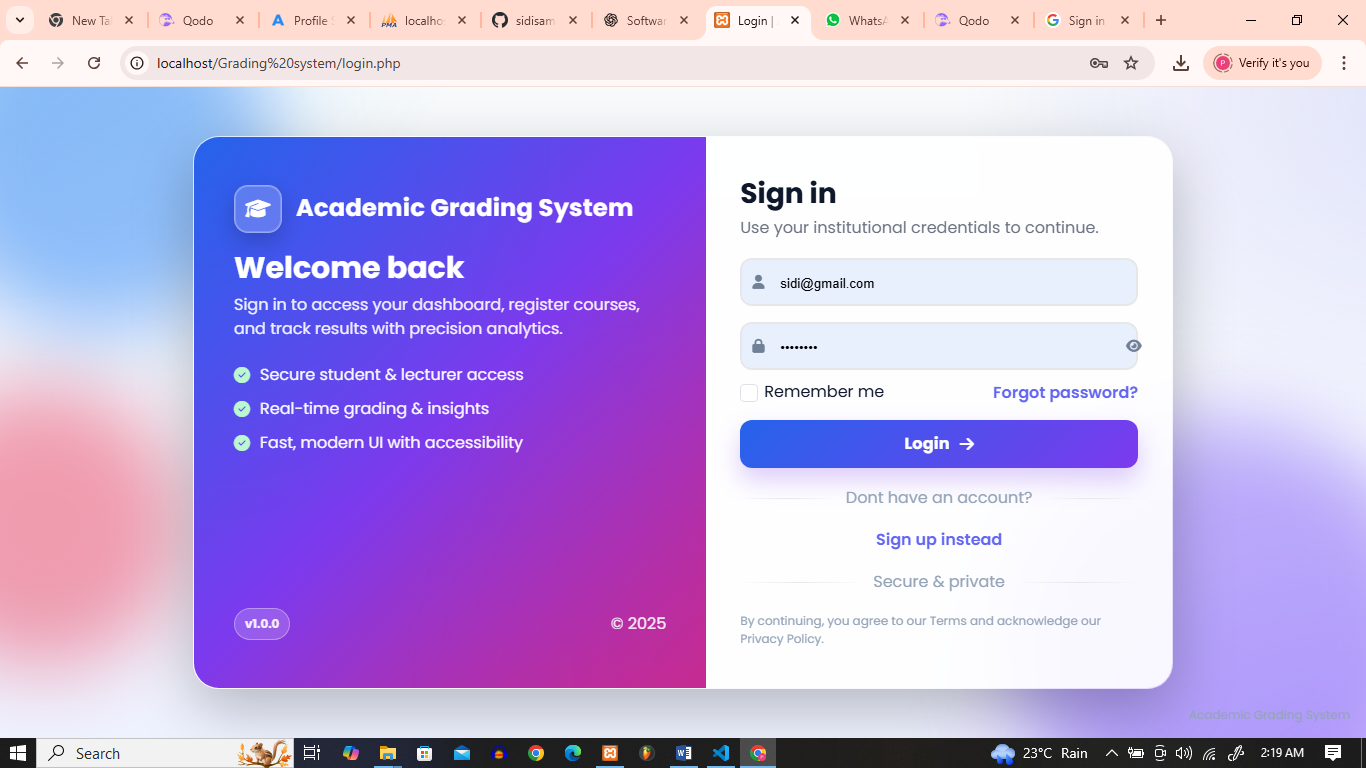 New Ta
Qodo
Profile S
localho
sidisam
Softwar
Login |
WhatsA
Qodo
Sign in
localhost/Grading%20system/login.php
Verify it's you
Academic Grading System
Welcome back
Sign in to access your dashboard, register courses,
and track results with precision analytics.
Secure student & lecturer access
Real-time grading & insights
Fast, modern UI with accessibility
v1.0.0
© 2025
Sign in
Use your institutional credentials to continue.
sidi@gmail.com
••••••••
Remember me
Forgot password?
Login
Dont have an account?
Sign up instead
Secure & private
By continuing, you agree to our Terms and acknowledge our
Privacy Policy.
Academic Grading System
Search
23°C Rain
2:19 AM